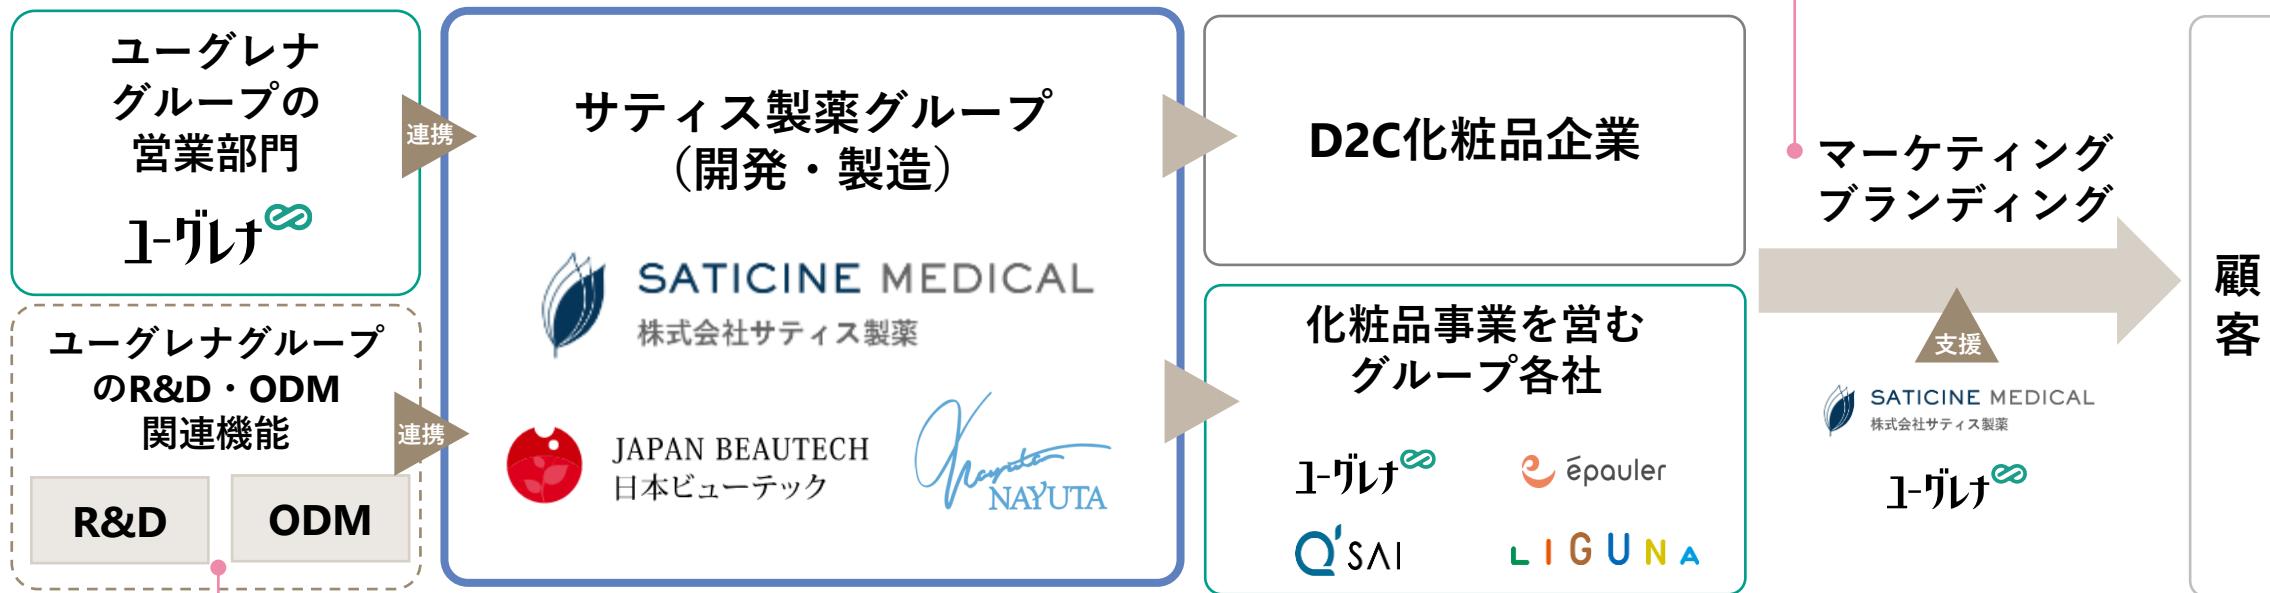 ユーグレナ
グループの
営業部門
ユーグレナ
連携
ユーグレナグループ
のR&D・ODM
関連機能
R&D
ODM
連携
サティス製薬グループ
（開発・製造）
SATICINE MEDICAL
株式会社サティス製薬
JAPAN BEAUTECH
日本ビューテック
Nayuta
NAYUTA
D2C化粧品企業
化粧品事業を営む
グループ各社
ユーグレナ
épauler
Q'SAI
LIGUNA
マーケティング
ブランディング
支援
SATICINE MEDICAL
株式会社サティス製薬
ユーグレナ
顧
客